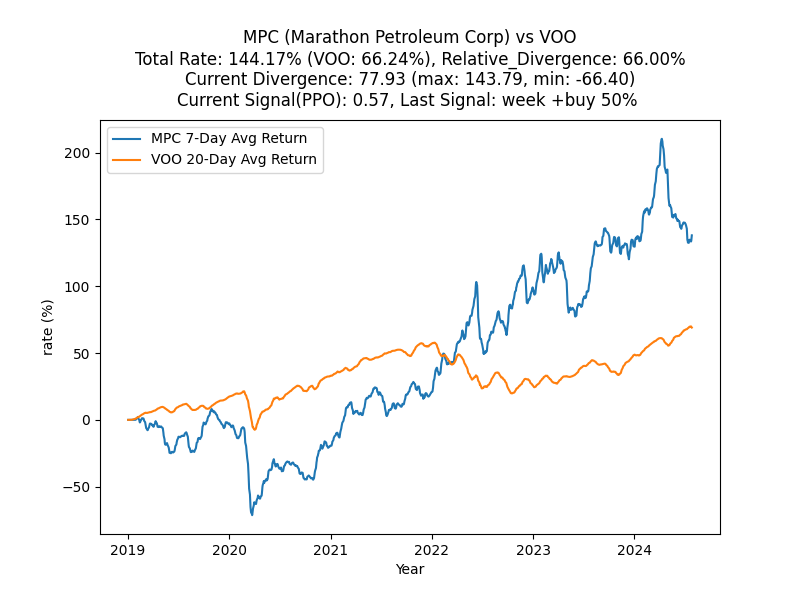 MPC (Marathon Petroleum Corp) vs VOO
Total Rate: 144.17% (VOO: 66.24%), Relative_Divergence: 66.00%
Current Divergence: 77.93 (max: 143.79, min: -66.40)
Current Signal(PPO): 0.57, Last Signal: week +buy 50%
MPC 7-Day Avg Return
VOO 20-Day Avg Return
200
150
100
50
0
−50
rate (%)
2019 2020 2021 2022 2023 2024
Year